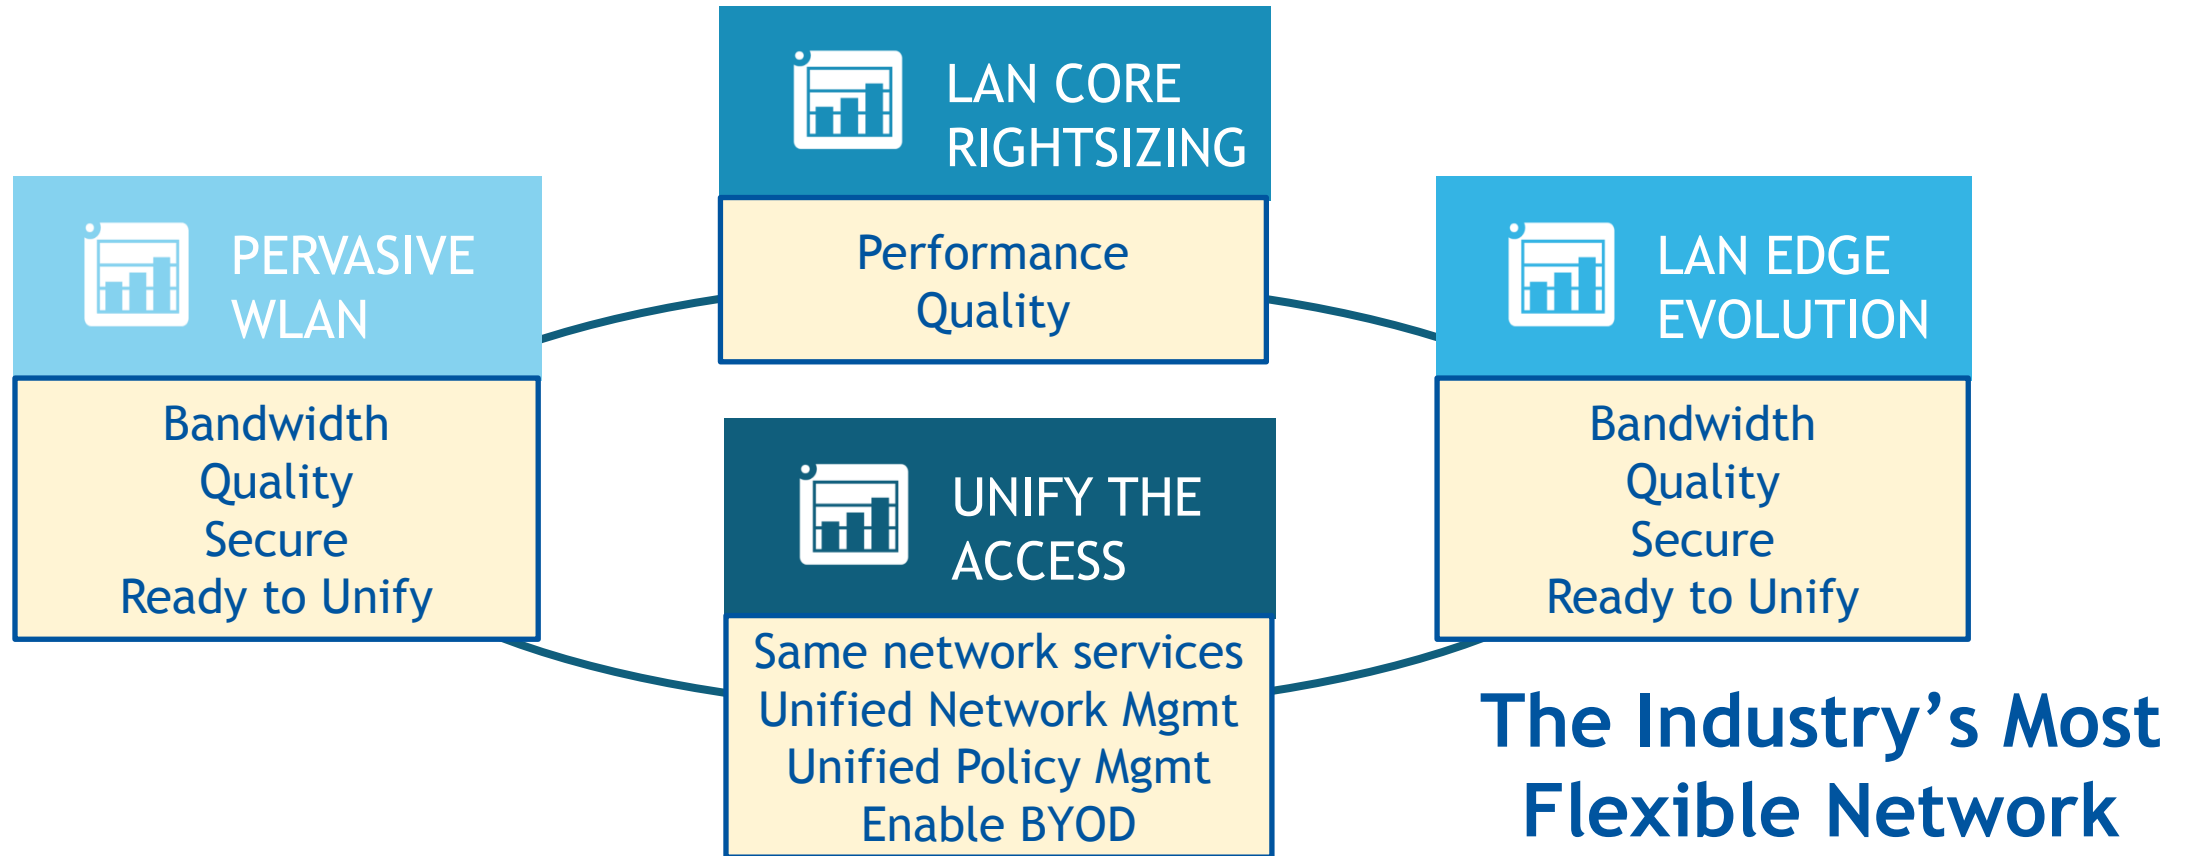 LAN CORE
RIGHTSIZING
Performance
Quality
PERVASIVE
WLAN
Bandwidth
Quality
Secure
Ready to Unify
LAN EDGE
EVOLUTION
Bandwidth
Quality
Secure
Ready to Unify
UNIFY THE
ACCESS
Same network services
Unified Network Mgmt
Unified Policy Mgmt
Enable BYOD
The Industry’s Most
Flexible Network